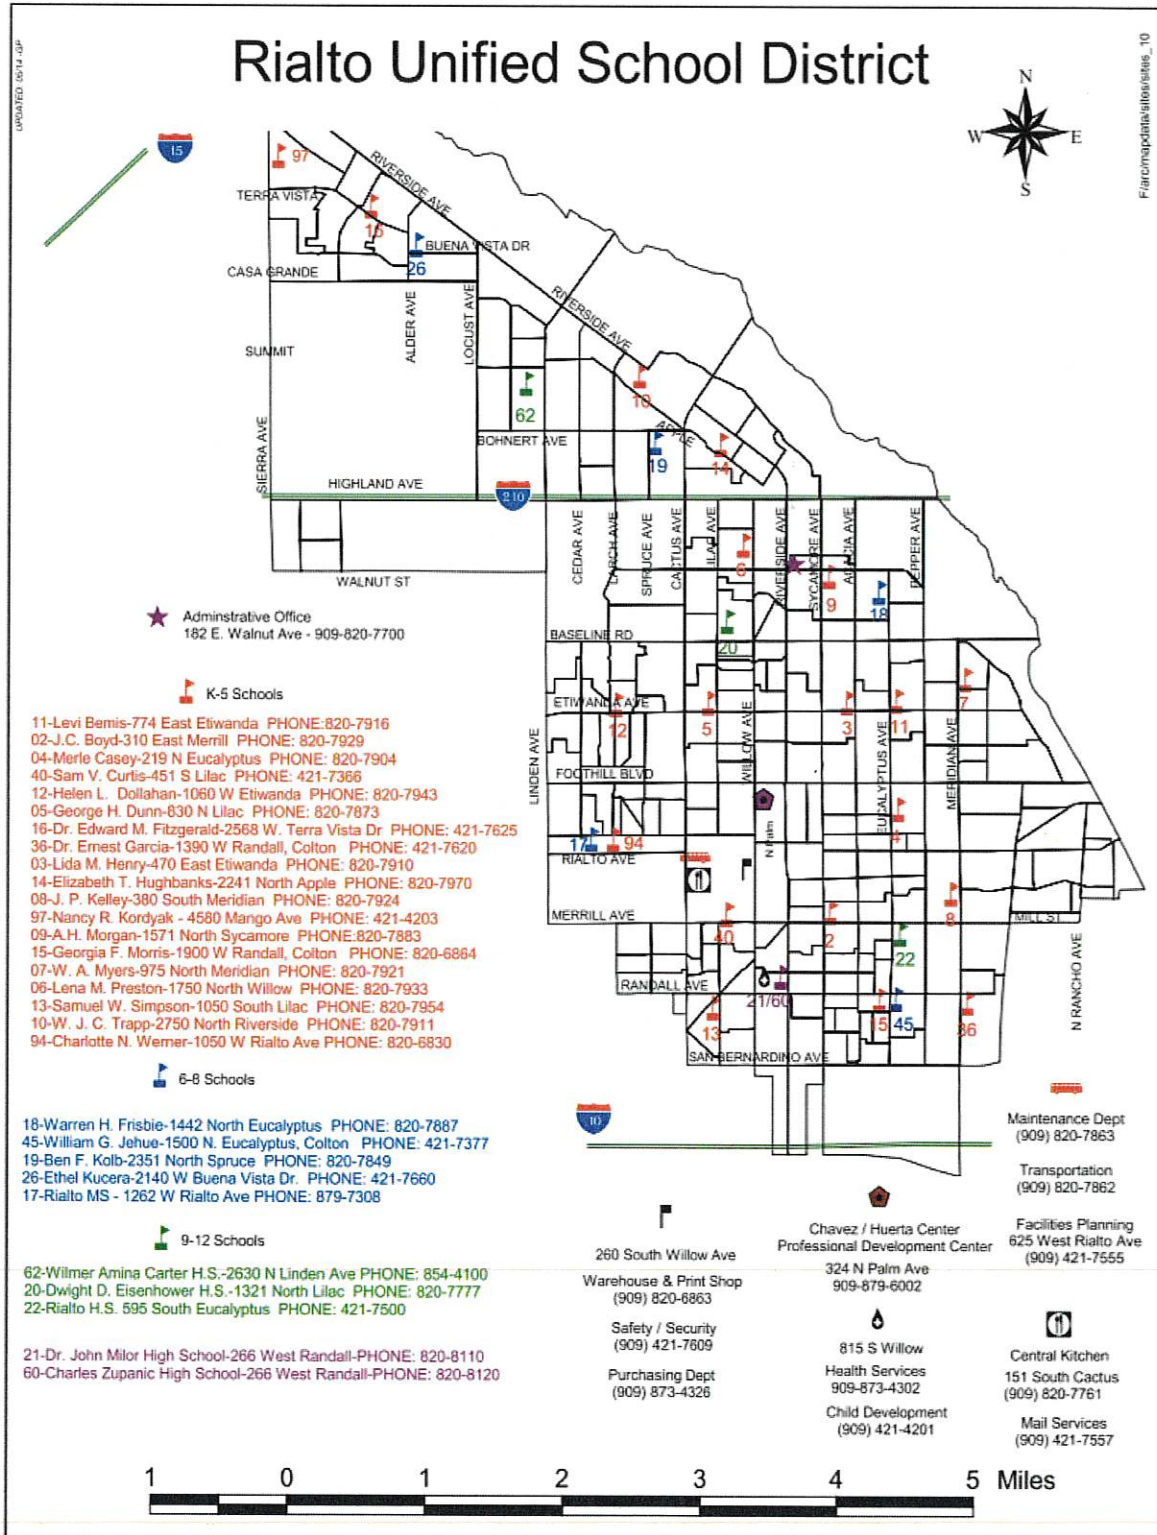 UPDATED: 05/14 -GP
Rialto Unified School District
F/arc/mapdata/sites/sites_10
N
W
E
S
15
97
RIVERSIDE AVE
TERRA VISTA
16
BUENA VISTA DR
26
CASA GRANDE
RIVERSIDE AVE
ALDER AVE
LOCUST AVE
SUMMIT
10
62
APPLE
BOHNERT AVE
SIERRA AVE
19
14
HIGHLAND AVE
210
CEDAR AVE
LARCH AVE
SPRUCE AVE
CACTUS AVE
LILAC AVE
RIVERSIDE AVE
SYCAMORE AVE
ACACIA AVE
PEPPER AVE
6
9
18
WALNUT ST
Adminstrative Office
182 E. Walnut Ave - 909-820-7700
BASELINE RD
20
K-5 Schools
ETIWANDA AVE
12
5
3
11
7
LINDEN AVE
WILLOW AVE
EUCALYPTUS AVE
MERIDIAN AVE
FOOTHILL BLVD
N Palm
4
17
94
RIALTO AVE
MERRILL AVE
40
2
8
MILL ST
22
RANDALL AVE
21/60
13
15
45
36
N RANCHO AVE
SAN BERNARDINO AVE
10
11-Levi Bemis-774 East Etiwanda PHONE:820-7916
02-J.C. Boyd-310 East Merrill PHONE: 820-7929
04-Merle Casey-219 N Eucalyptus PHONE: 820-7904
40-Sam V. Curtis-451 S Lilac PHONE: 421-7366
12-Helen L. Dollahan-1060 W Etiwanda PHONE: 820-7943
05-George H. Dunn-830 N Lilac PHONE: 820-7873
16-Dr. Edward M. Fitzgerald-2568 W. Terra Vista Dr PHONE: 421-7625
36-Dr. Ernest Garcia-1390 W Randall, Colton PHONE: 421-7620
03-Lida M. Henry-470 East Etiwanda PHONE: 820-7910
14-Elizabeth T. Hughbanks-2241 North Apple PHONE: 820-7970
08-J. P. Kelley-380 South Meridian PHONE: 820-7924
97-Nancy R. Kordyak - 4580 Mango Ave PHONE: 421-4203
09-A.H. Morgan-1571 North Sycamore PHONE:820-7883
15-Georgia F. Morris-1900 W Randall, Colton PHONE: 820-6864
07-W. A. Myers-975 North Meridian PHONE: 820-7921
06-Lena M. Preston-1750 North Willow PHONE: 820-7933
13-Samuel W. Simpson-1050 South Lilac PHONE: 820-7954
10-W. J. C. Trapp-2750 North Riverside PHONE: 820-7911
94-Charlotte N. Werner-1050 W Rialto Ave PHONE: 820-6830
6-8 Schools
18-Warren H. Frisbie-1442 North Eucalyptus PHONE: 820-7887
45-William G. Jehue-1500 N. Eucalyptus, Colton PHONE: 421-7377
19-Ben F. Kolb-2351 North Spruce PHONE: 820-7849
26-Ethel Kucera-2140 W Buena Vista Dr. PHONE: 421-7660
17-Rialto MS - 1262 W Rialto Ave PHONE: 879-7308
9-12 Schools
62-Wilmer Amina Carter H.S.-2630 N Linden Ave PHONE: 854-4100
20-Dwight D. Eisenhower H.S.-1321 North Lilac PHONE: 820-7777
22-Rialto H.S. 595 South Eucalyptus PHONE: 421-7500
21-Dr. John Milor High School-266 West Randall-PHONE: 820-8110
60-Charles Zupanic High School-266 West Randall-PHONE: 820-8120
260 South Willow Ave
Warehouse & Print Shop
(909) 820-6863
Safety / Security
(909) 421-7609
Purchasing Dept
(909) 873-4326
Chavez / Huerta Center
Professional Development Center
324 N Palm Ave
909-879-6002
815 S Willow
Health Services
909-873-4302
Child Development
(909) 421-4201
Maintenance Dept
(909) 820-7863
Transportation
(909) 820-7862
Facilities Planning
625 West Rialto Ave
(909) 421-7555
Central Kitchen
151 South Cactus
(909) 820-7761
Mail Services
(909) 421-7557
1 0 1 2 3 4 5 Miles